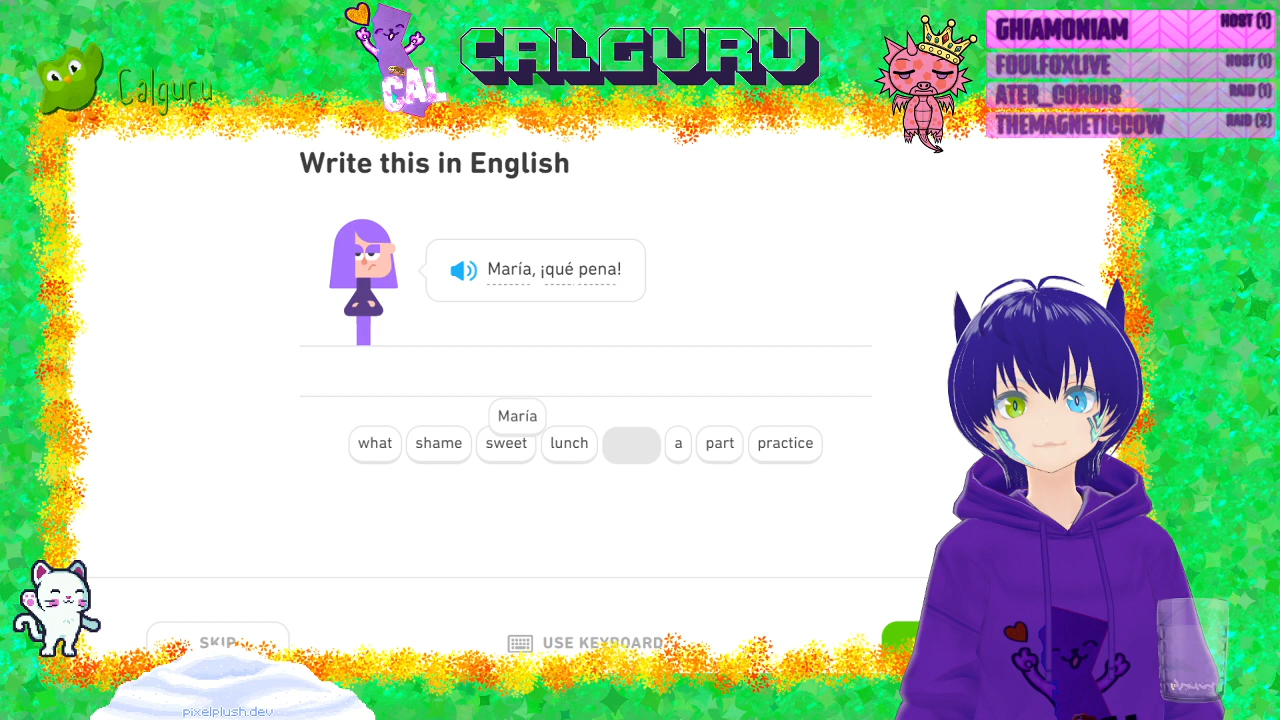 Calguru
CAL
CALGURU
GHIAMONIAM HOST (1)
FOULFOXLIVE HOST (1)
ATER_CORDIS RAID (1)
THEMAGNETICCOW RAID (2)
Write this in English
María, ¡qué pena!
María
what shame sweet lunch a part practice
SKIP USE KEYBOARD
pixelplush.dev